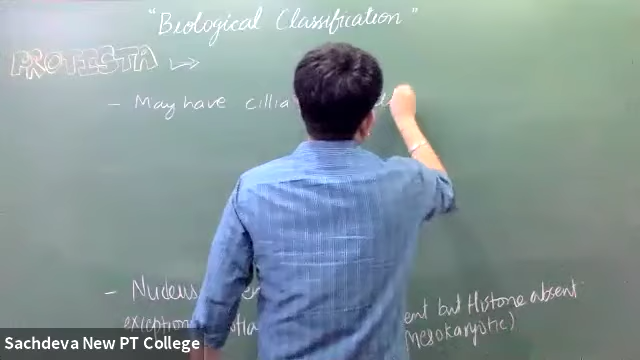 "Biological Classification"
PROTISTA
- May have cillia
- Nucleus ent but Histone absent
exception (Mesokaryotic)
Sachdeva New PT College